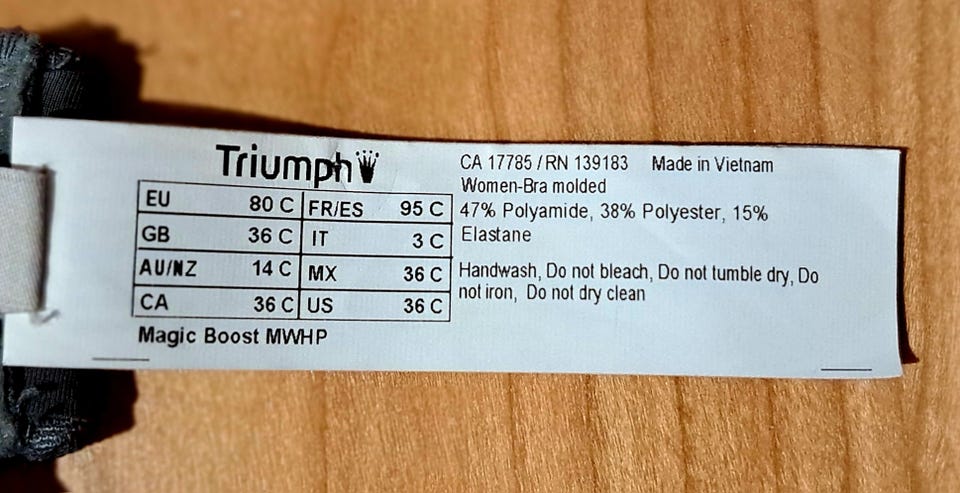 Triumph
EU 80 C FR/ES 95 C
GB 36 C IT 3 C
AU/NZ 14 C MX 36 C
CA 36 C US 36 C
Magic Boost MWHP
CA 17785 / RN 139183 Made in Vietnam
Women-Bra molded
47% Polyamide, 38% Polyester, 15%
Elastane
Handwash, Do not bleach, Do not tumble dry, Do
not iron, Do not dry clean